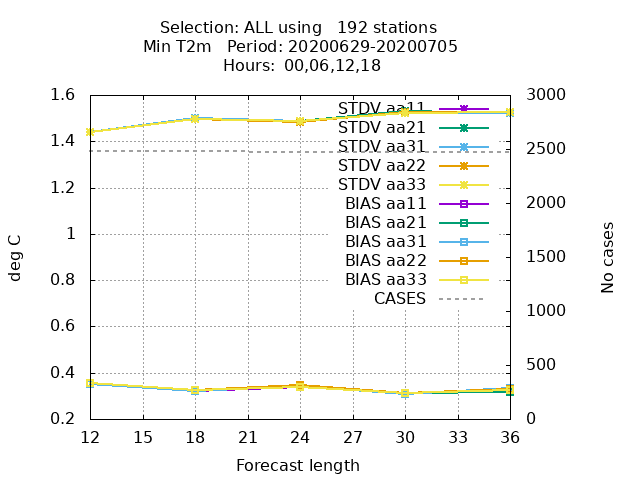 Selection: ALL using   192 stations
Min T2m   Period: 20200629-20200705
Hours:  00,06,12,18
1.6
1.4
1.2
1
0.8
0.6
0.4
0.2
deg C
3000
2500
2000
1500
1000
500
0
No cases
STDV aa11
STDV aa21
STDV aa31
STDV aa22
STDV aa33
BIAS aa11
BIAS aa21
BIAS aa31
BIAS aa22
BIAS aa33
CASES
12 15 18 21 24 27 30 33 36
Forecast length